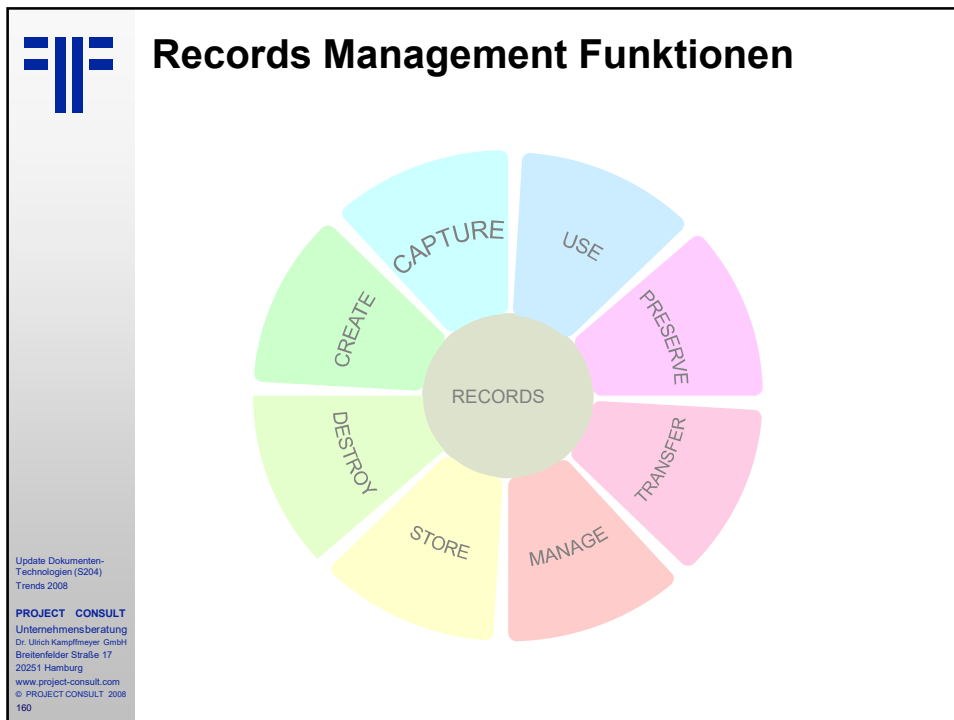 Records Management Funktionen
CAPTURE
USE
PRESERVE
TRANSFER
MANAGE
STORE
DESTROY
CREATE
RECORDS
Update Dokumenten-
Technologien (S204)
Trends 2008
PROJECT CONSULT
Unternehmensberatung
Dr. Ulrich Kampffmeyer GmbH
Breitenfelder Straße 17
20251 Hamburg
www.project-consult.com
© PROJECT CONSULT 2008
160